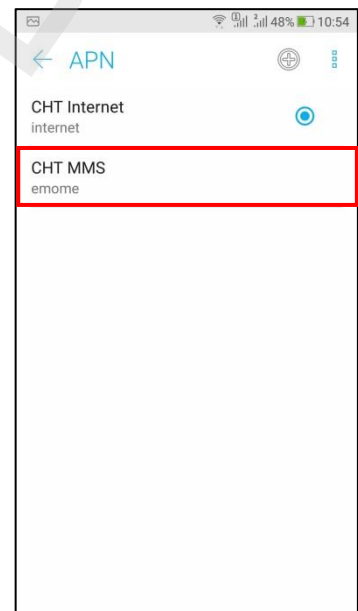 48% 10:54
APN
CHT Internet
internet
CHT MMS
emome